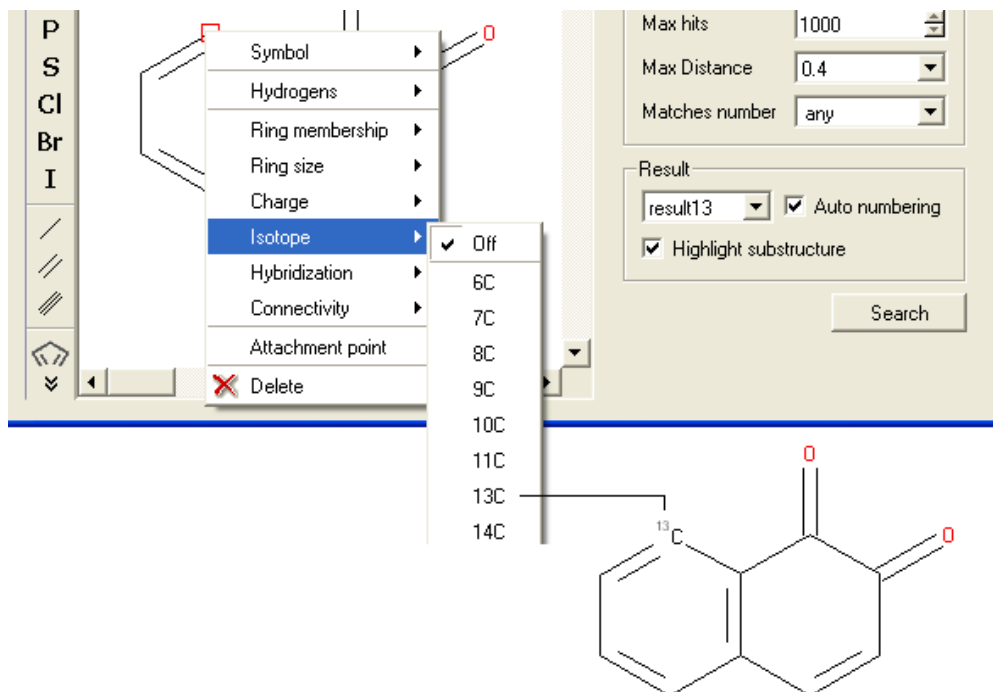 P
S
Cl
Br
I
O
Symbol
Hydrogens
Ring membership
Ring size
Charge
Isotope
Hybridization
Connectivity
Attachment point
Delete
Off
6C
7C
8C
9C
10C
11C
13C
14C
Max hits 1000
Max Distance 0.4
Matches number any
Result
result13 Auto numbering
Highlight substructure
Search
O
13C
O